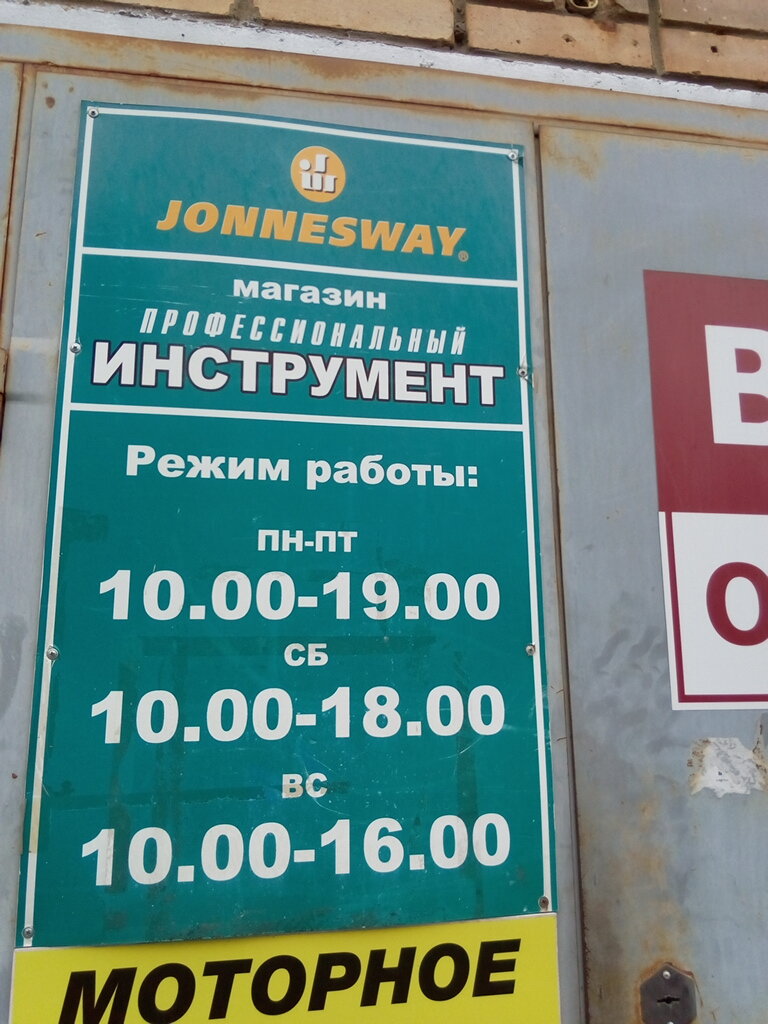 JONNESWAY®
магазин
ПРОФЕССИОНАЛЬНЫЙ
ИНСТРУМЕНТ
Режим работы:
ПН-ПТ
10.00-19.00
СБ
10.00-18.00
ВС
10.00-16.00
МОТОРНОЕ